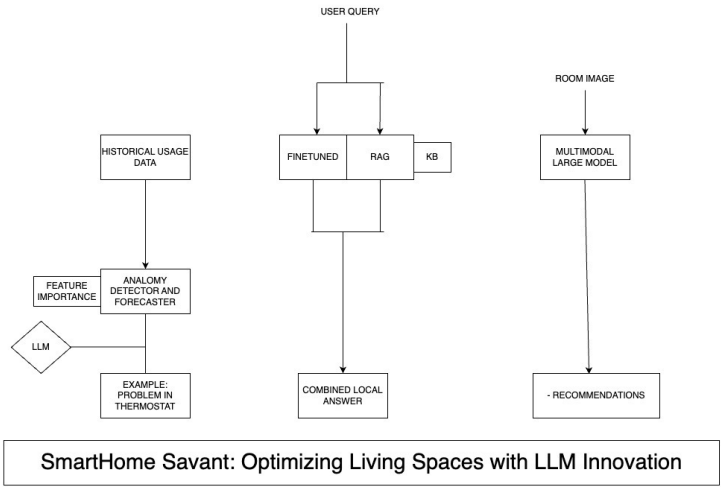 USER QUERY
ROOM IMAGE
HISTORICAL USAGE
DATA
FINETUNED
RAG
KB
MULTIMODAL
LARGE MODEL
FEATURE
IMPORTANCE
ANALOMY
DETECTOR AND
FORECASTER
LLM
EXAMPLE:
PROBLEM IN
THERMOSTAT
COMBINED LOCAL
ANSWER
- RECOMMENDATIONS
SmartHome Savant: Optimizing Living Spaces with LLM Innovation